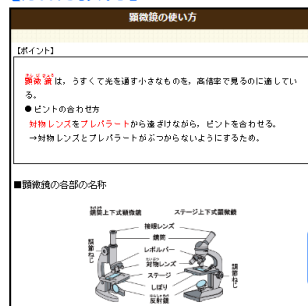 顕微鏡の使い方
【ポイント】
顕微鏡は，うすくて光を通す小さなものを，高倍率で見るのに適してい
る。
●ピントの合わせ方
対物レンズをプレパラートから遠ざけながら，ピントを合わせる。
→対物レンズとプレパラートがぶつからないようにするため。
■顕微鏡の各部の名称
鏡筒上下式顕微鏡
ステージ上下式顕微鏡
接眼レンズ
鏡筒
調節ねじ
レボルバー
対物レンズ
ステージ
しぼり
反射鏡
調節ねじ